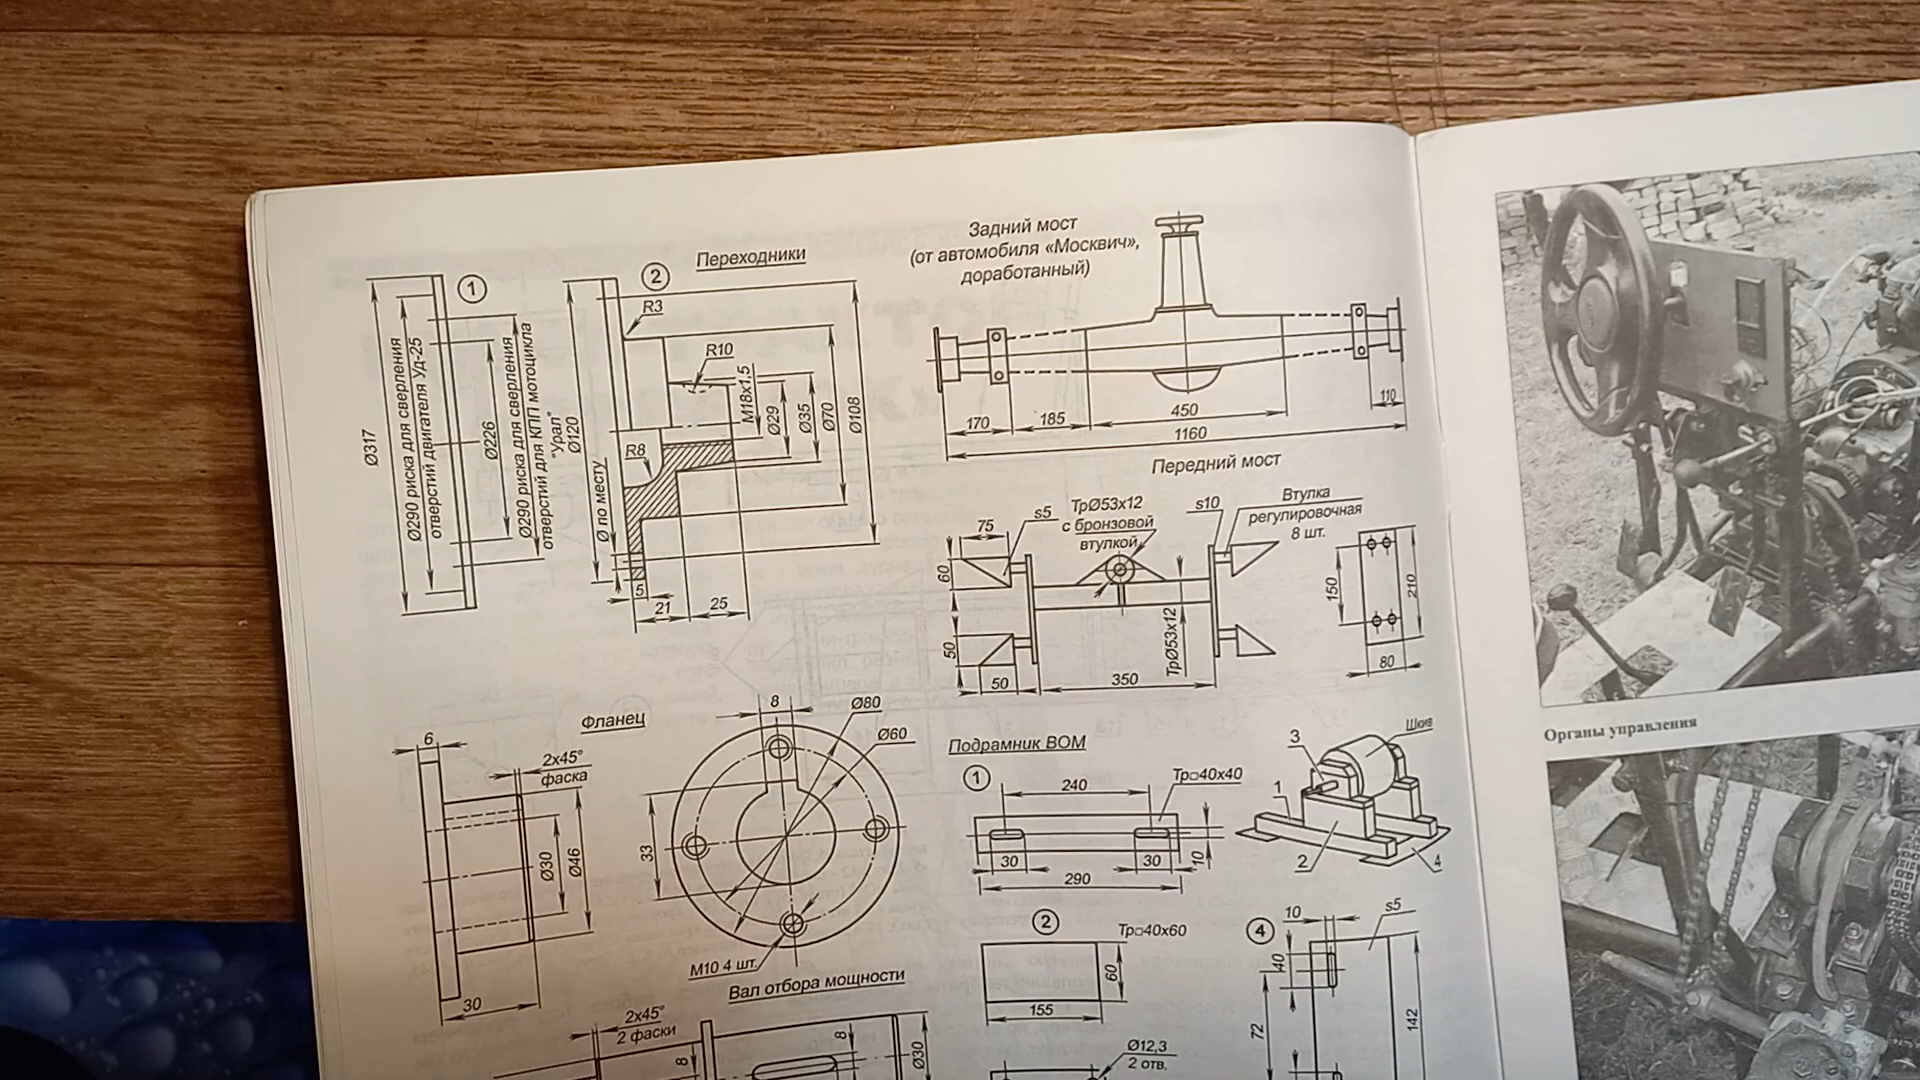 Переходники
1
2
Ø317
Ø290 риска для сверления
отверстий двигателя Уд-25
Ø226
Ø290 риска для сверления
отверстий для КПП мотоцикла
"Урал"
Ø120
Ø по месту
R3
R10
R8
M18x1,5
Ø29
Ø35
Ø70
Ø108
5
21
25
Задний мост
(от автомобиля «Москвич»,
доработанный)
170
185
450
110
1160
Передний мост
75
s5
ТрØ53x12
с бронзовой
втулкой
s10
Втулка
регулировочная
8 шт.
60
50
50
350
ТрØ53x12
150
210
80
Фланец
6
2x45°
фаска
Ø30
Ø46
30
8
Ø80
Ø60
33
M10 4 шт.
Подрамник ВОМ
1
240
Тр□40x40
30
30
10
290
Шкив
3
1
2
4
2
Тр□40x60
60
155
Ø12,3
2 отв.
4
10
s5
40
72
142
Вал отбора мощности
2x45°
2 фаски
8
8
Ø30
Органы управления